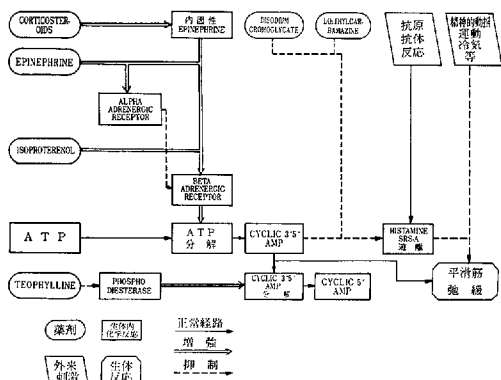 CORTICOSTER-
OIDS
内因性
EPINEPHRINE
DISODIUM
CROMOGLYCATE
DIETHYLCAR-
BAMAZINE
抗原
抗体
反応
精神的動揺
運動
冷気
等
EPINEPHRINE
ALPHA
ADRENERGIC
RECEPTOR
ISOPROTERENOL
BETA
ADRENERGIC
RECEPTOR
ATP
ATP
分解
CYCLIC 3'5'
AMP
HISTAMINE
SRS-A
遊離
TEOPHYLLINE
PHOSPHO
DIESTERASE
CYCLIC 3'5'
AMP
分解
CYCLIC 5'
AMP
平滑筋
弛緩
薬剤
生体内
化学反応
正常経路
増強
抑制
外来
刺激
生体
反応